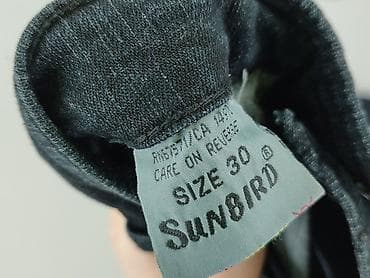 CARE ON REVERSE
SIZE 30
SUNBIRD ®